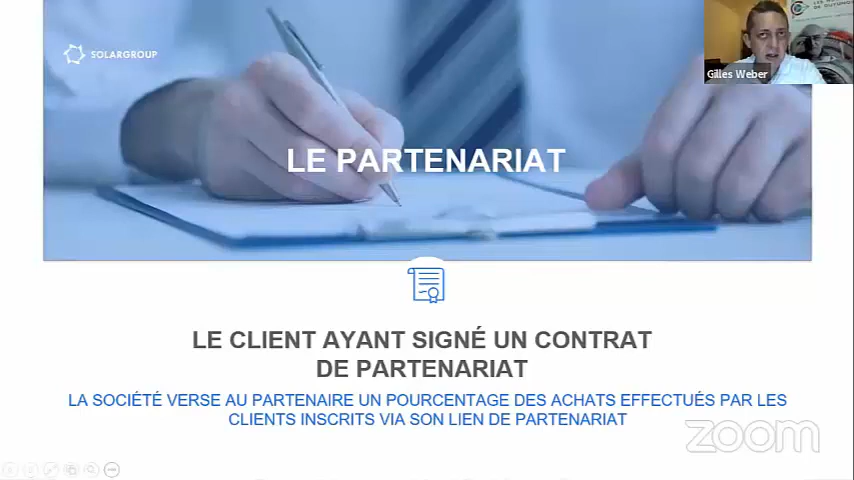 SOLARGROUP
Gilles Weber
LE PARTENARIAT
LE CLIENT AYANT SIGNÉ UN CONTRAT
DE PARTENARIAT
LA SOCIÉTÉ VERSE AU PARTENAIRE UN POURCENTAGE DES ACHATS EFFECTUÉS PAR LES
CLIENTS INSCRITS VIA SON LIEN DE PARTENARIAT
zoom